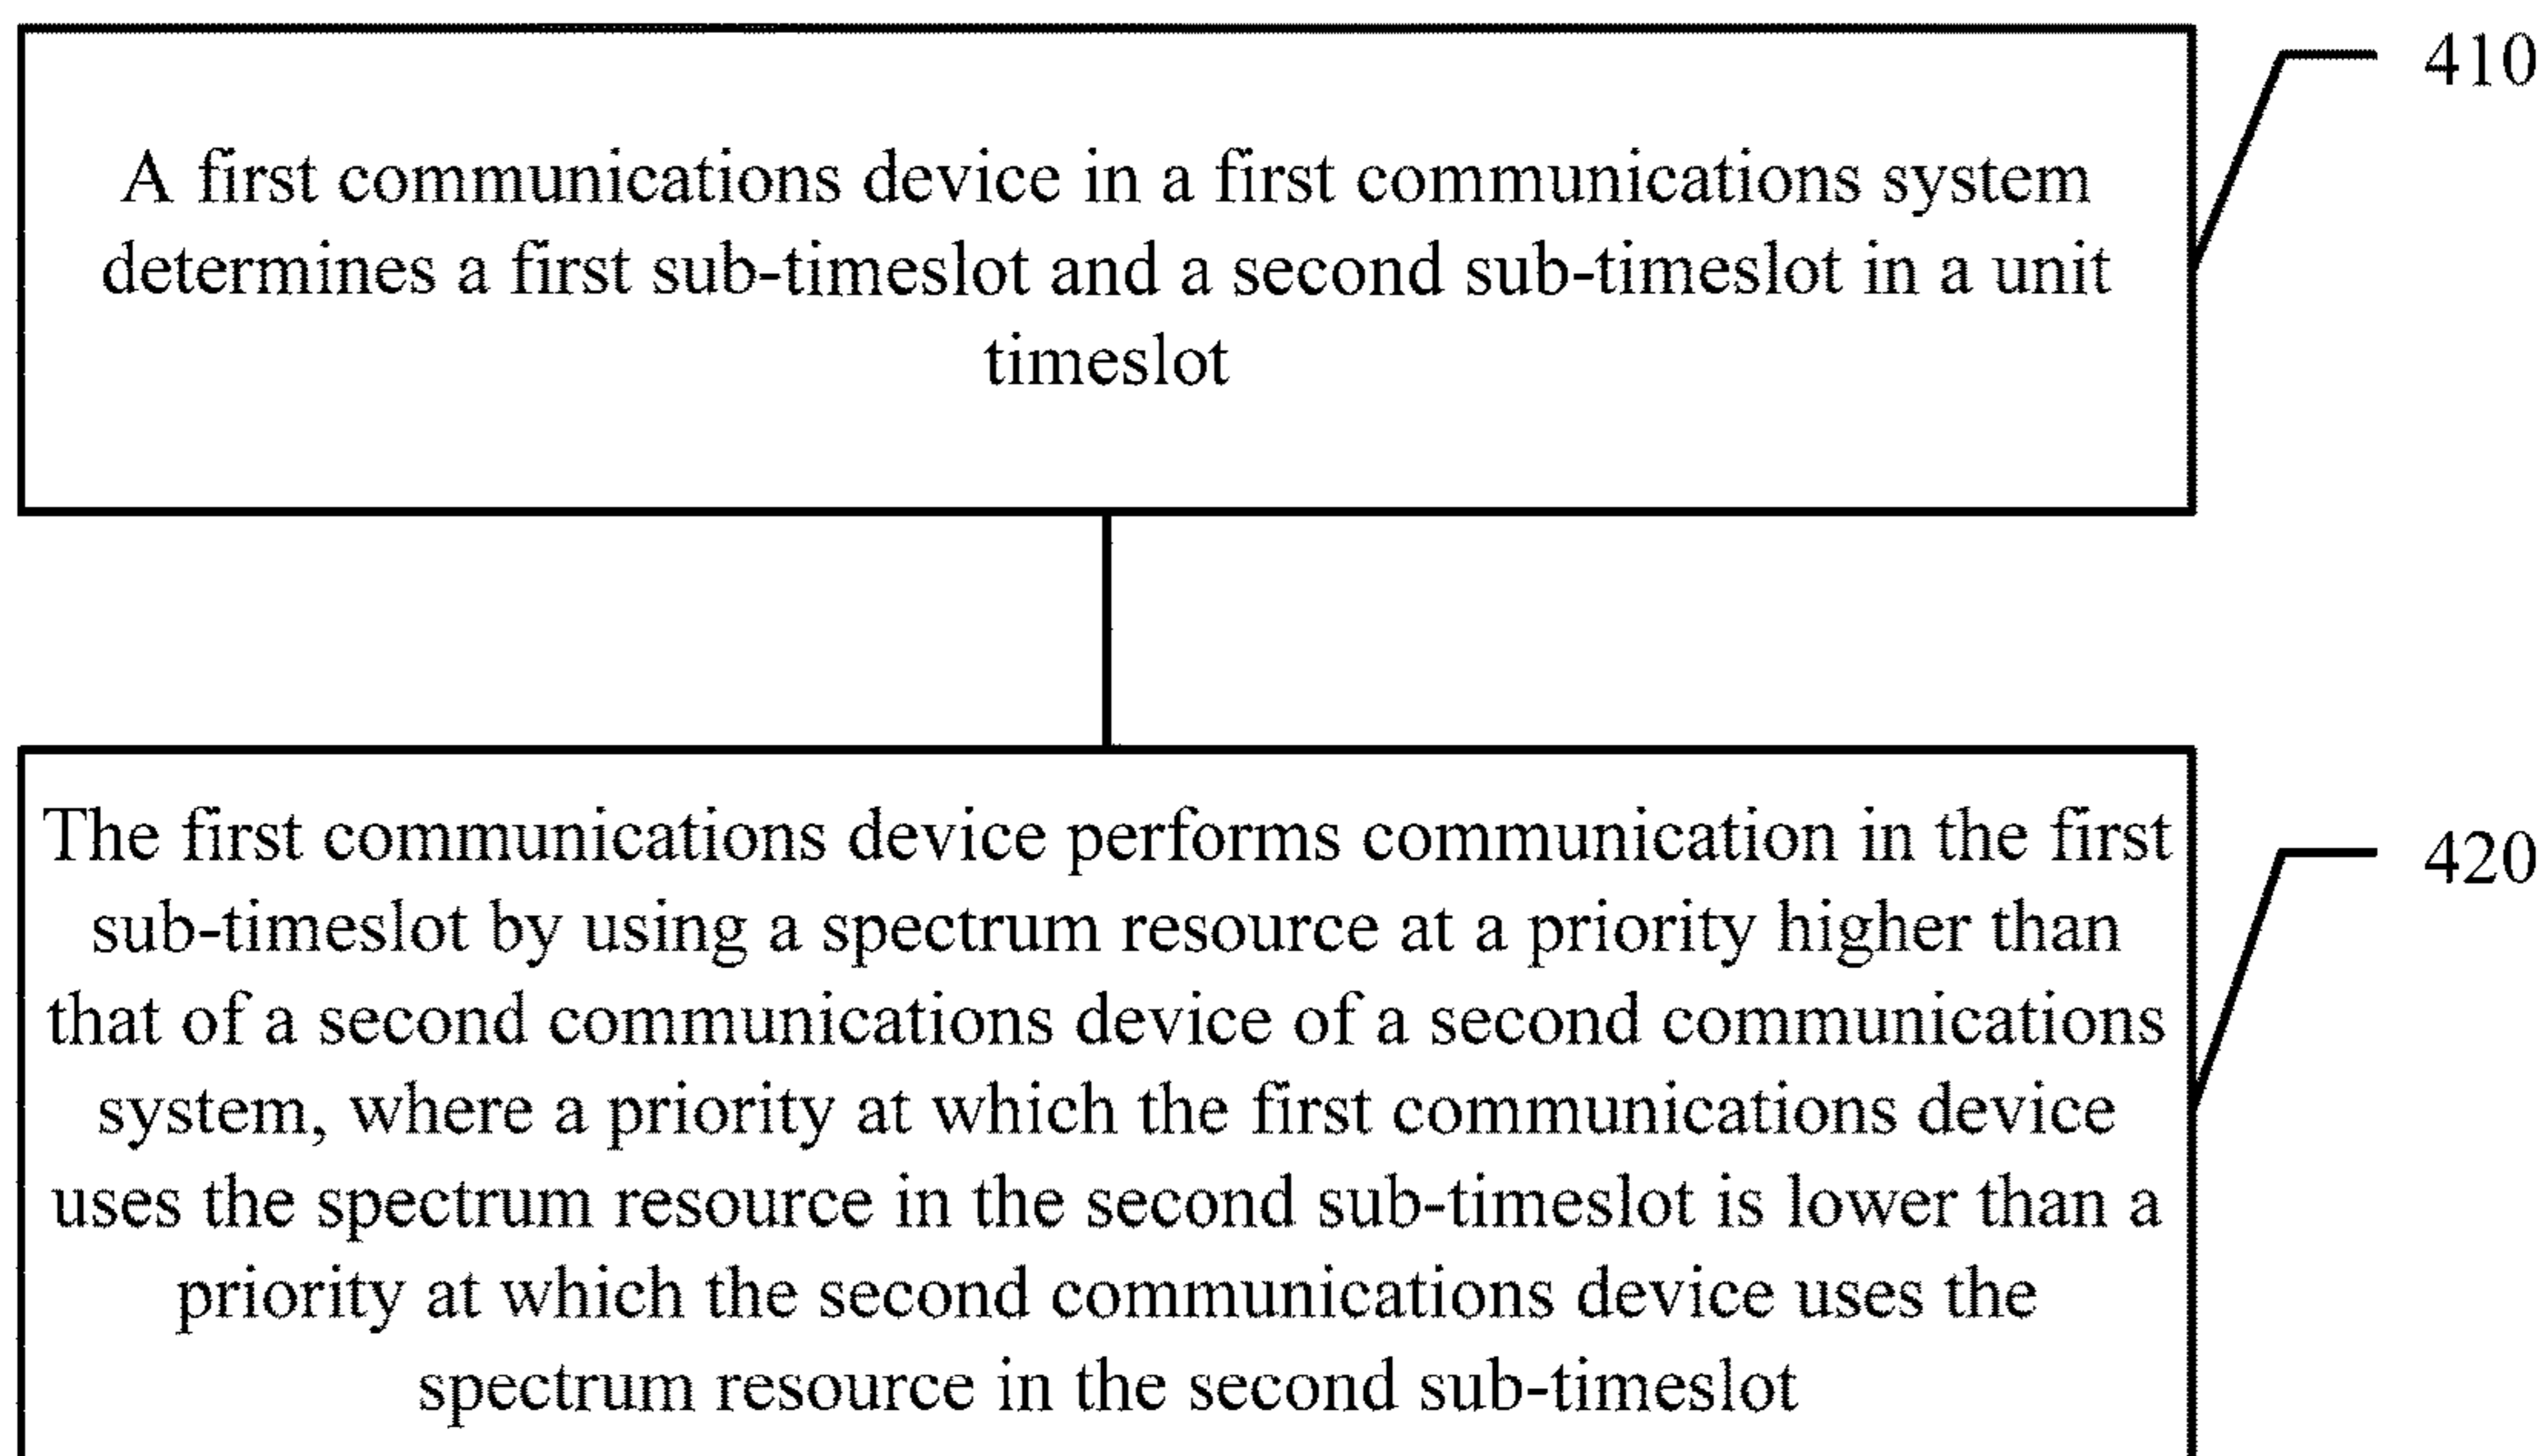 410
A first communications device in a first communications system
determines a first sub-timeslot and a second sub-timeslot in a unit
timeslot
420
The first communications device performs communication in the first
sub-timeslot by using a spectrum resource at a priority higher than
that of a second communications device of a second communications
system, where a priority at which the first communications device
uses the spectrum resource in the second sub-timeslot is lower than a
priority at which the second communications device uses the
spectrum resource in the second sub-timeslot